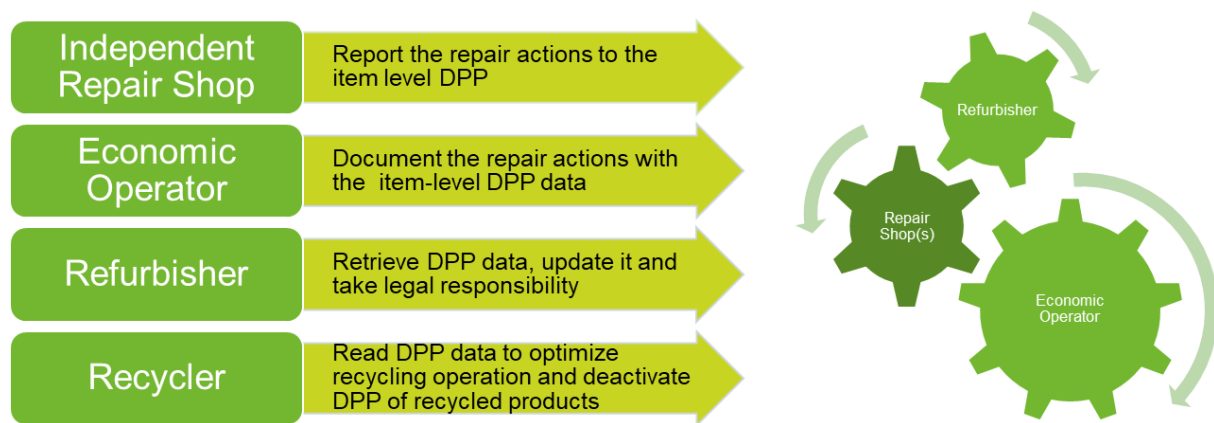 Independent
Repair Shop
Report the repair actions to the
item level DPP
Economic
Operator
Document the repair actions with
the  item-level DPP data
Refurbisher
Retrieve DPP data, update it and
take legal responsibility
Recycler
Read DPP data to optimize
recycling operation and deactivate
DPP of recycled products
Refurbisher
Repair
Shop(s)
Economic
Operator